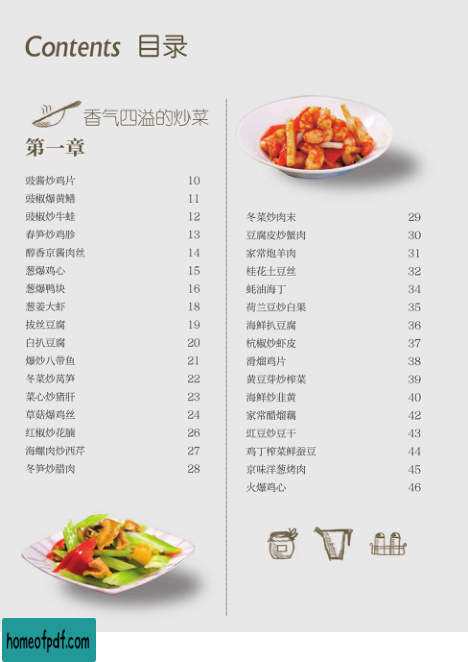 Contents 目录
香气四溢的炒菜
第一章
豉酱炒鸡片 10
豉椒爆黄鳝 11
豉椒炒牛蛙 12
春笋炒鸡胗 13
醇香京酱肉丝 14
葱爆鸡心 15
葱爆鸭块 16
葱姜大虾 18
拔丝豆腐 19
白扒豆腐 20
爆炒八带鱼 21
冬菜炒莴笋 22
菜心炒猪肝 23
草菇爆鸡丝 24
红椒炒花腩 26
海螺肉炒西芹 27
冬笋炒腊肉 28
冬菜炒肉末 29
豆腐皮炒蟹肉 30
家常炮羊肉 31
桂花土豆丝 32
蚝油海丁 34
荷兰豆炒白果 35
海鲜扒豆腐 36
杭椒炒虾皮 37
滑熘鸡片 38
黄豆芽炒榨菜 39
海鲜炒韭黄 40
家常醋熘藕 42
豇豆炒豆干 43
鸡丁榨菜鲜蚕豆 44
京味洋葱烤肉 45
火爆鸡心 46
homeofpdf.com